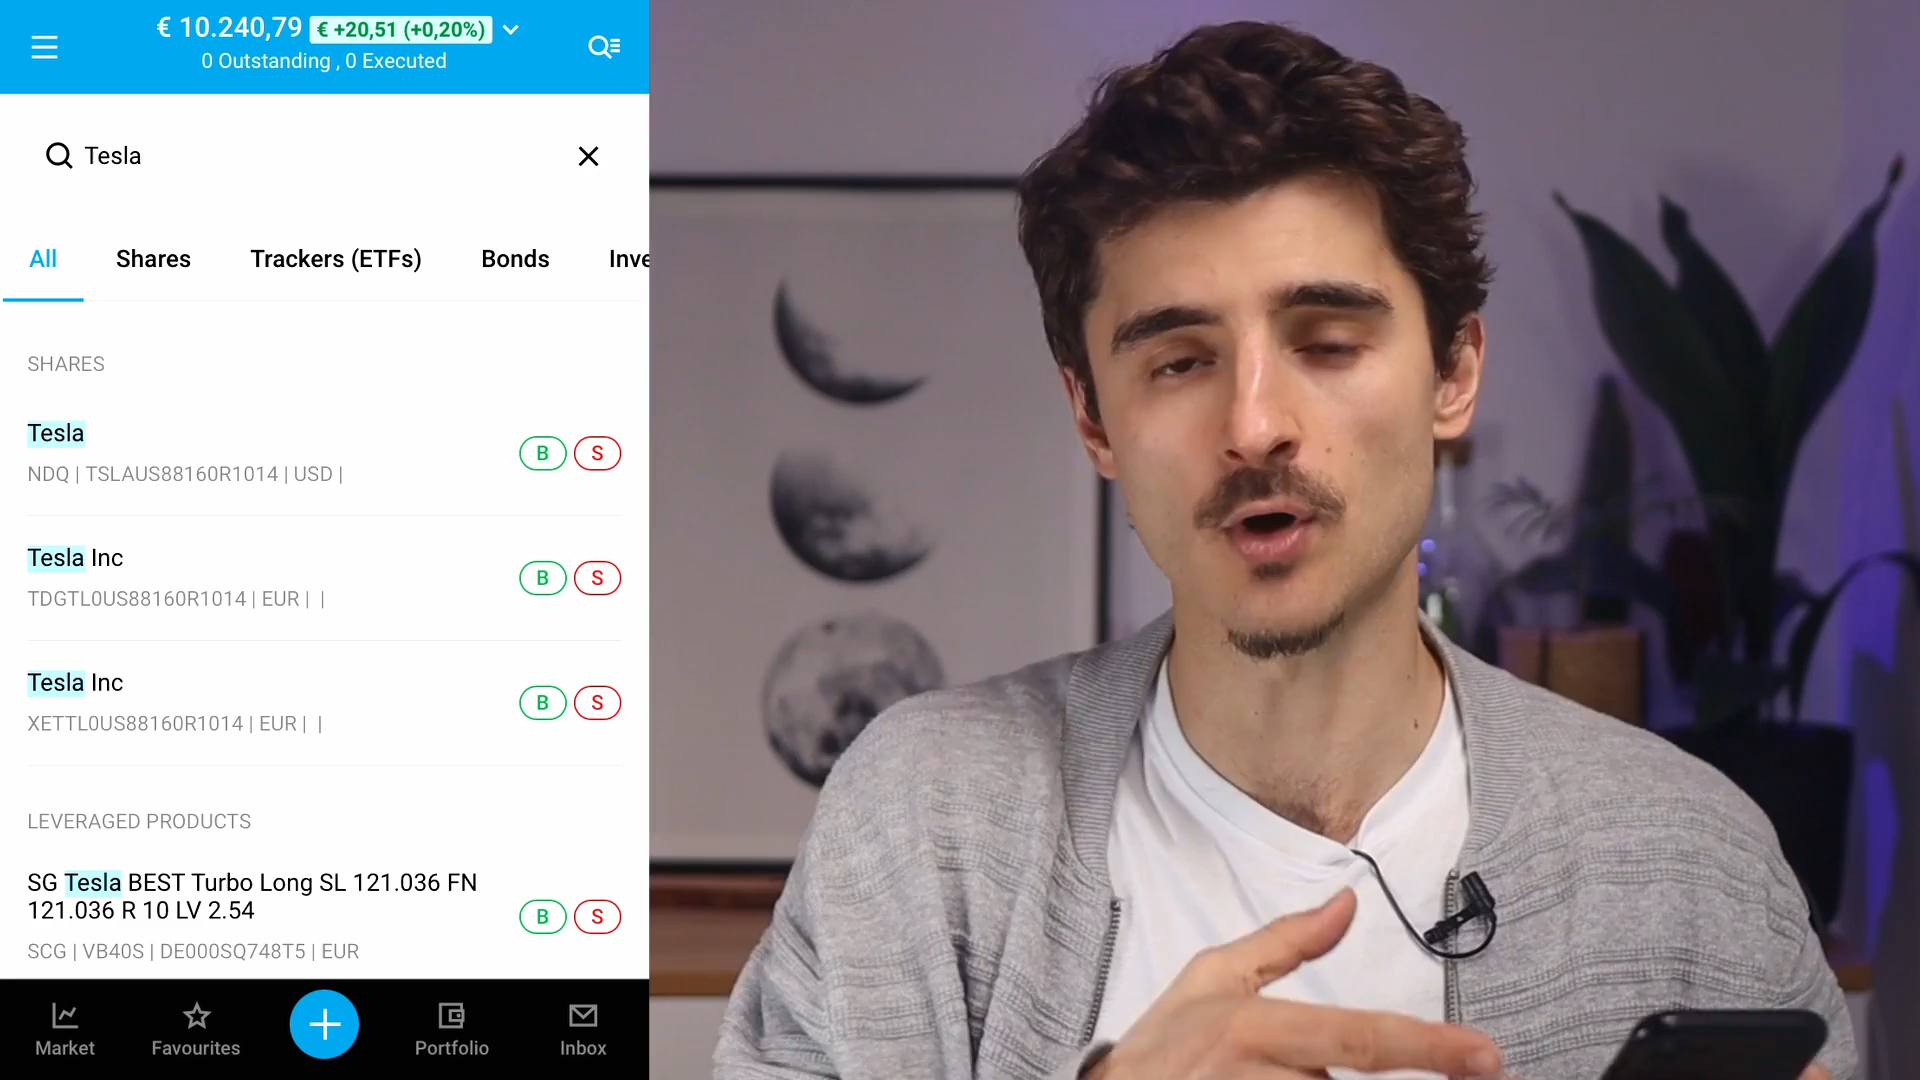 € 10.240,79 € +20,51 (+0,20%)
0 Outstanding , 0 Executed
Tesla
All Shares Trackers (ETFs) Bonds Inve
SHARES
Tesla
NDQ | TSLAUS88160R1014 | USD |
B S
Tesla Inc
TDGTL0US88160R1014 | EUR | |
B S
Tesla Inc
XETTL0US88160R1014 | EUR | |
B S
LEVERAGED PRODUCTS
SG Tesla BEST Turbo Long SL 121.036 FN
121.036 R 10 LV 2.54
SCG | VB40S | DE000SQ748T5 | EUR
B S
Market Favourites Portfolio Inbox